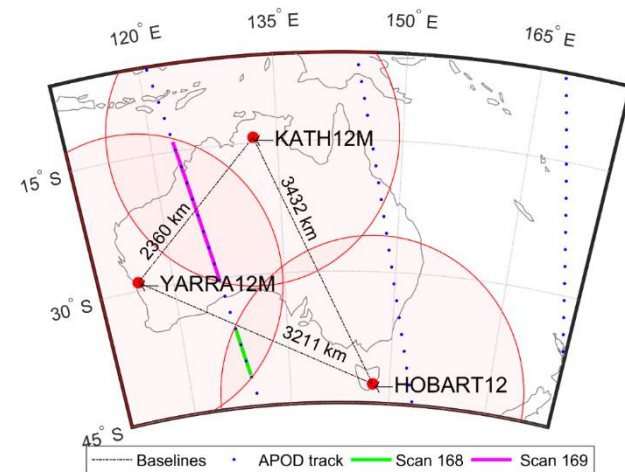 120° E
135° E
150° E
165° E
15° S
30° S
45° S
KATH12M
2360 km
3432 km
YARRA12M
3211 km
HOBART12
Baselines
APOD track
Scan 168
Scan 169